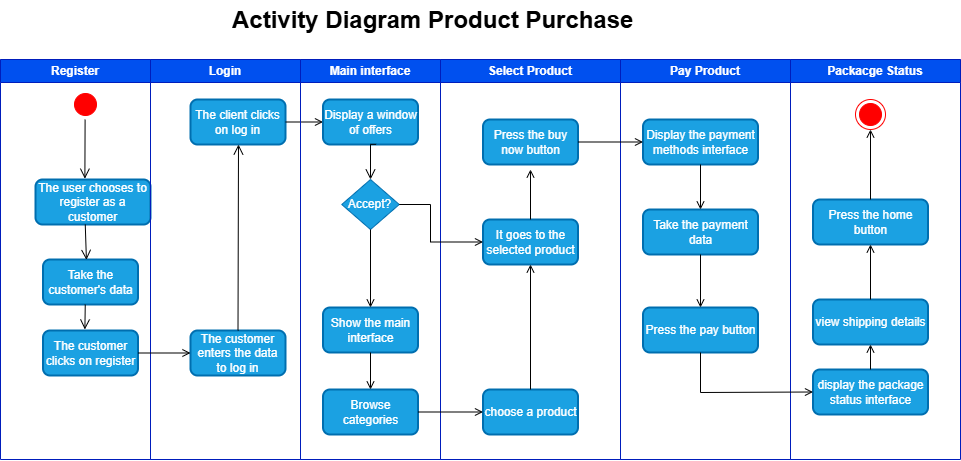 Activity Diagram Product Purchase
Register
Login
Main interface
Select Product
Pay Product
Packacge Status
The user chooses to
register as a
customer
Take the
customer's data
The customer
clicks on register
The client clicks
on log in
The customer
enters the data
to log in
Display a window
of offers
Accept?
Show the main
interface
Browse
categories
Press the buy
now button
It goes to the
selected product
choose a product
Display the payment
methods interface
Take the payment
data
Press the pay button
Press the home
button
view shipping details
display the package
status interface